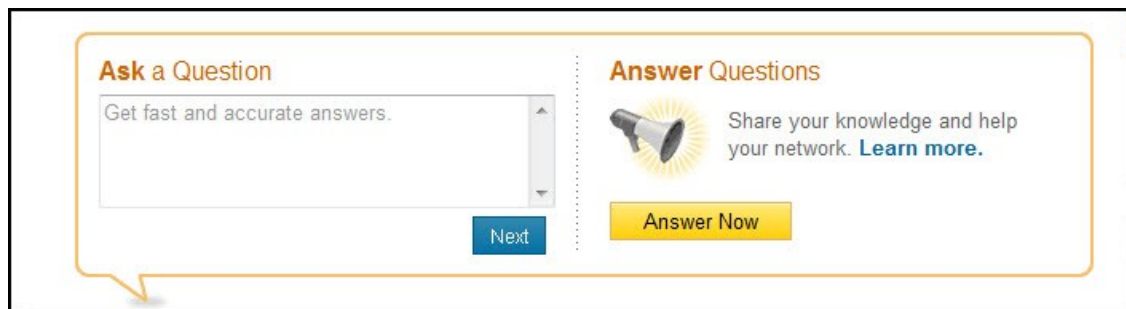 Ask a Question
Get fast and accurate answers.
Next
Answer Questions
Share your knowledge and help
your network. Learn more.
Answer Now